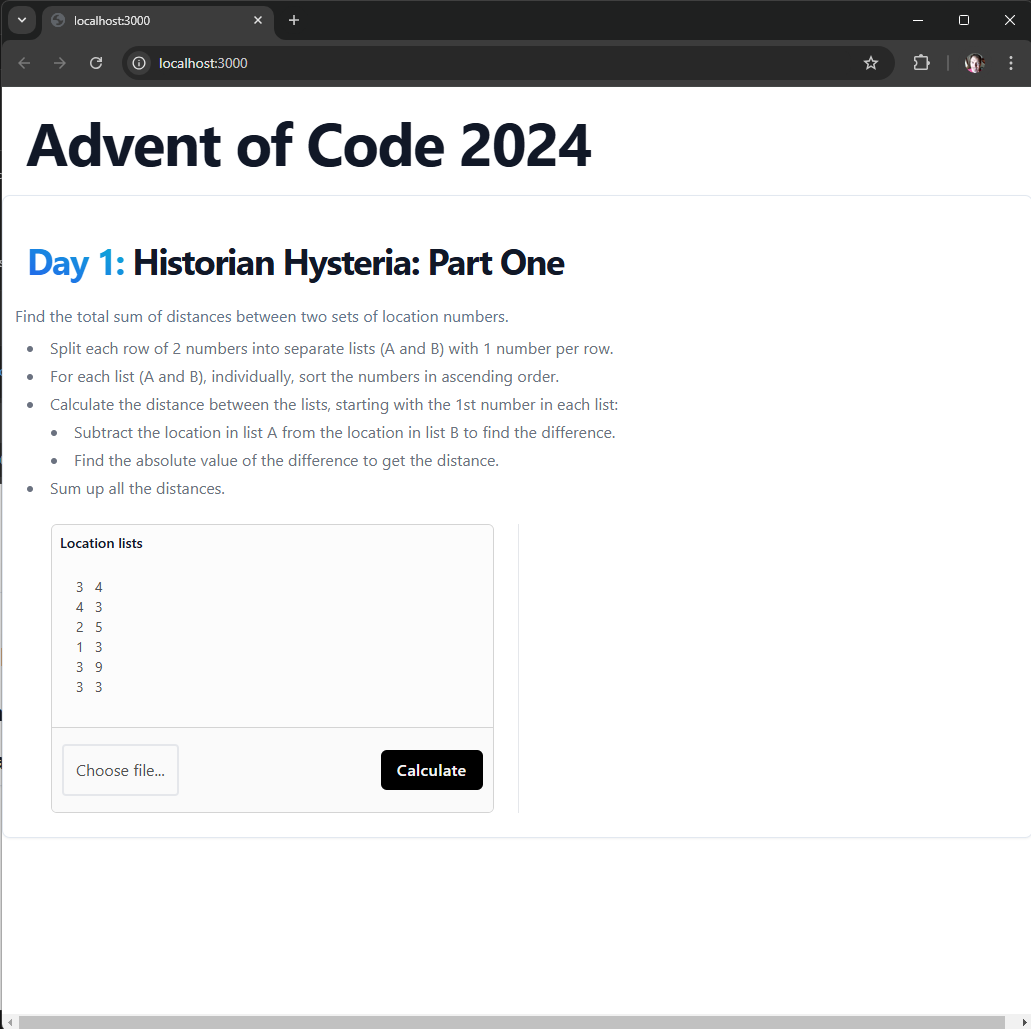 localhost:3000
localhost:3000
Advent of Code 2024
Day 1: Historian Hysteria: Part One
Find the total sum of distances between two sets of location numbers.
Split each row of 2 numbers into separate lists (A and B) with 1 number per row.
For each list (A and B), individually, sort the numbers in ascending order.
Calculate the distance between the lists, starting with the 1st number in each list:
Subtract the location in list A from the location in list B to find the difference.
Find the absolute value of the difference to get the distance.
Sum up all the distances.
Location lists
3 4
4 3
2 5
1 3
3 9
3 3
Choose file... Calculate